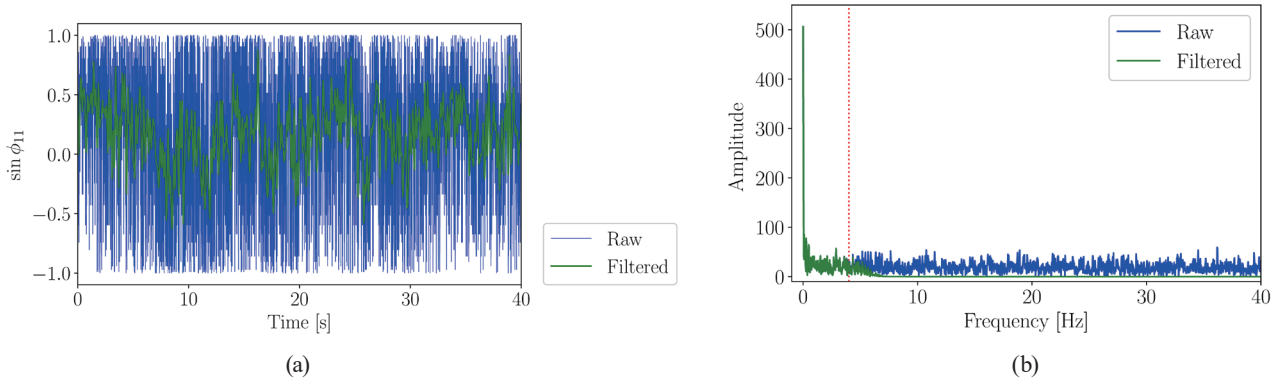 1.0
0.5
0.0
−0.5
−1.0
sin ϕ11
0 10 20 30 40
Time [s]
Raw
Filtered
(a)
500
400
300
200
100
0
Amplitude
Raw
Filtered
0 10 20 30 40
Frequency [Hz]
(b)